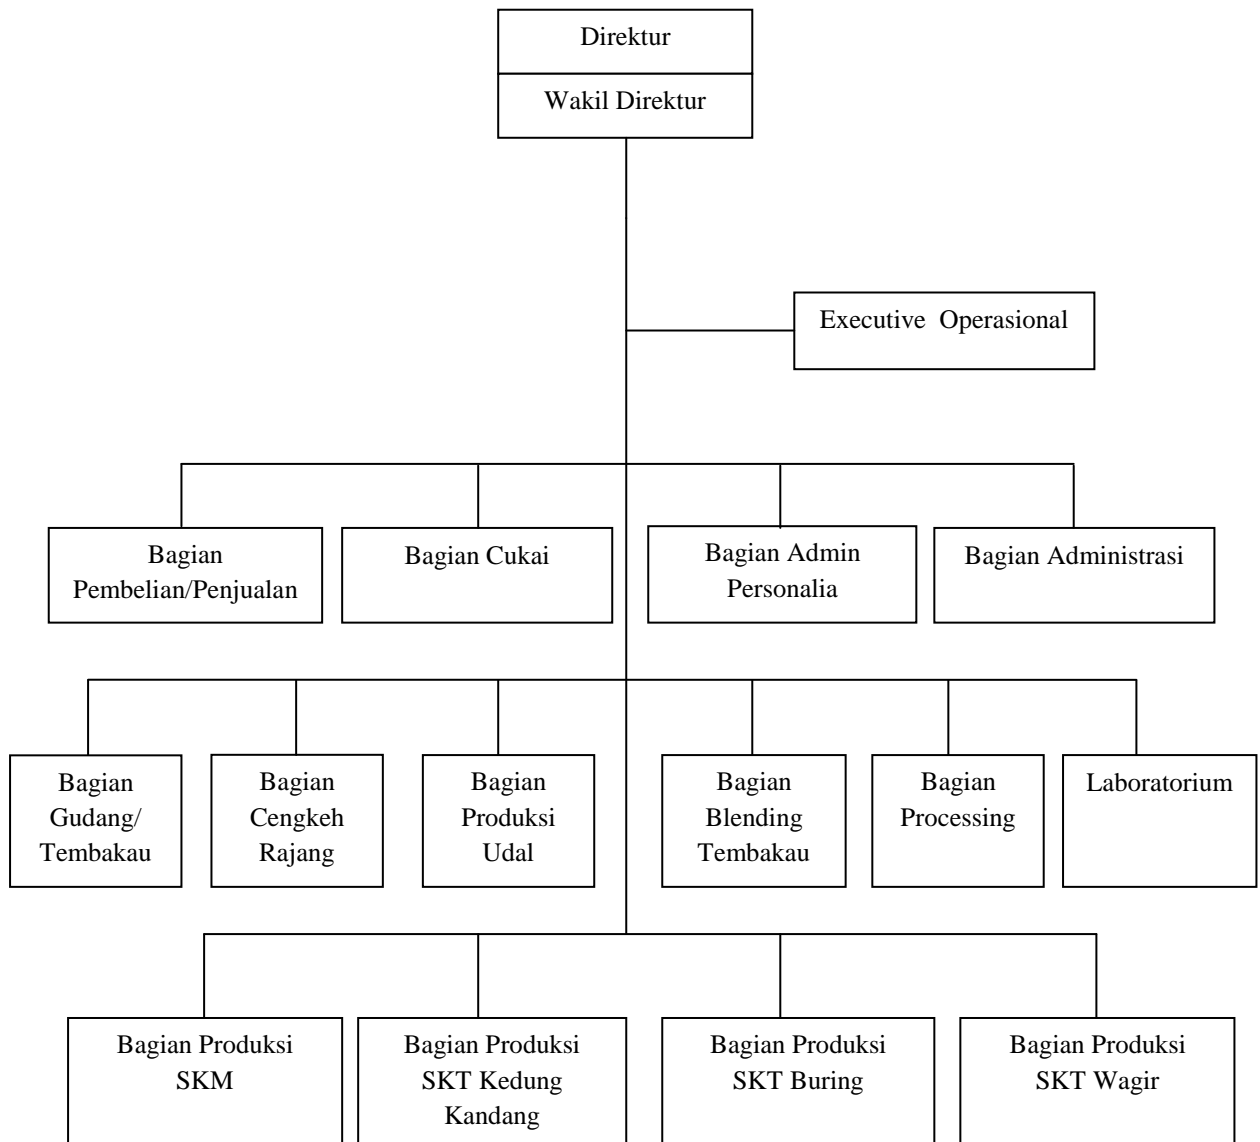 Direktur
Wakil Direktur
Executive Operasional
Bagian
Pembelian/Penjualan
Bagian Cukai
Bagian Admin
Personalia
Bagian Administrasi
Bagian
Gudang/
Tembakau
Bagian
Cengkeh
Rajang
Bagian
Produksi
Udal
Bagian
Blending
Tembakau
Bagian
Processing
Laboratorium
Bagian Produksi
SKM
Bagian Produksi
SKT Kedung
Kandang
Bagian Produksi
SKT Buring
Bagian Produksi
SKT Wagir